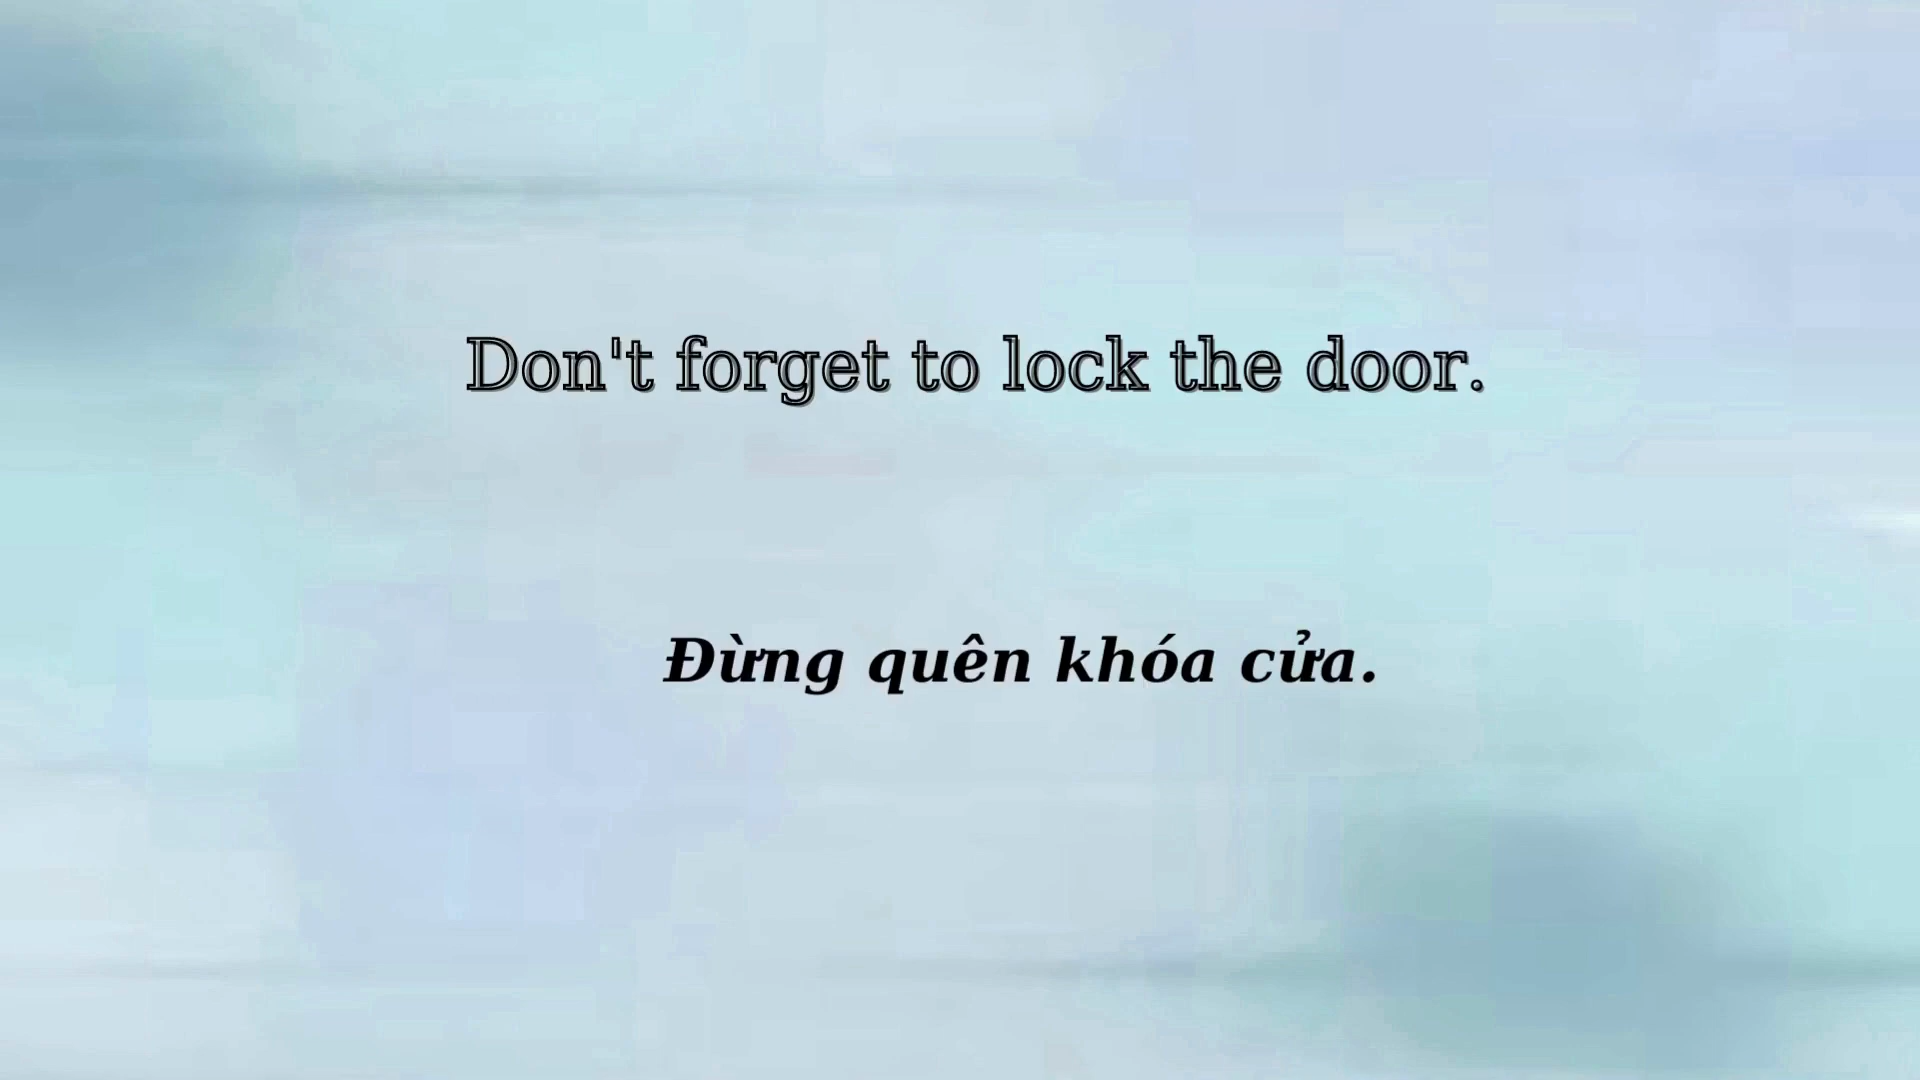 Don't forget to lock the door.
Đừng quên khóa cửa.